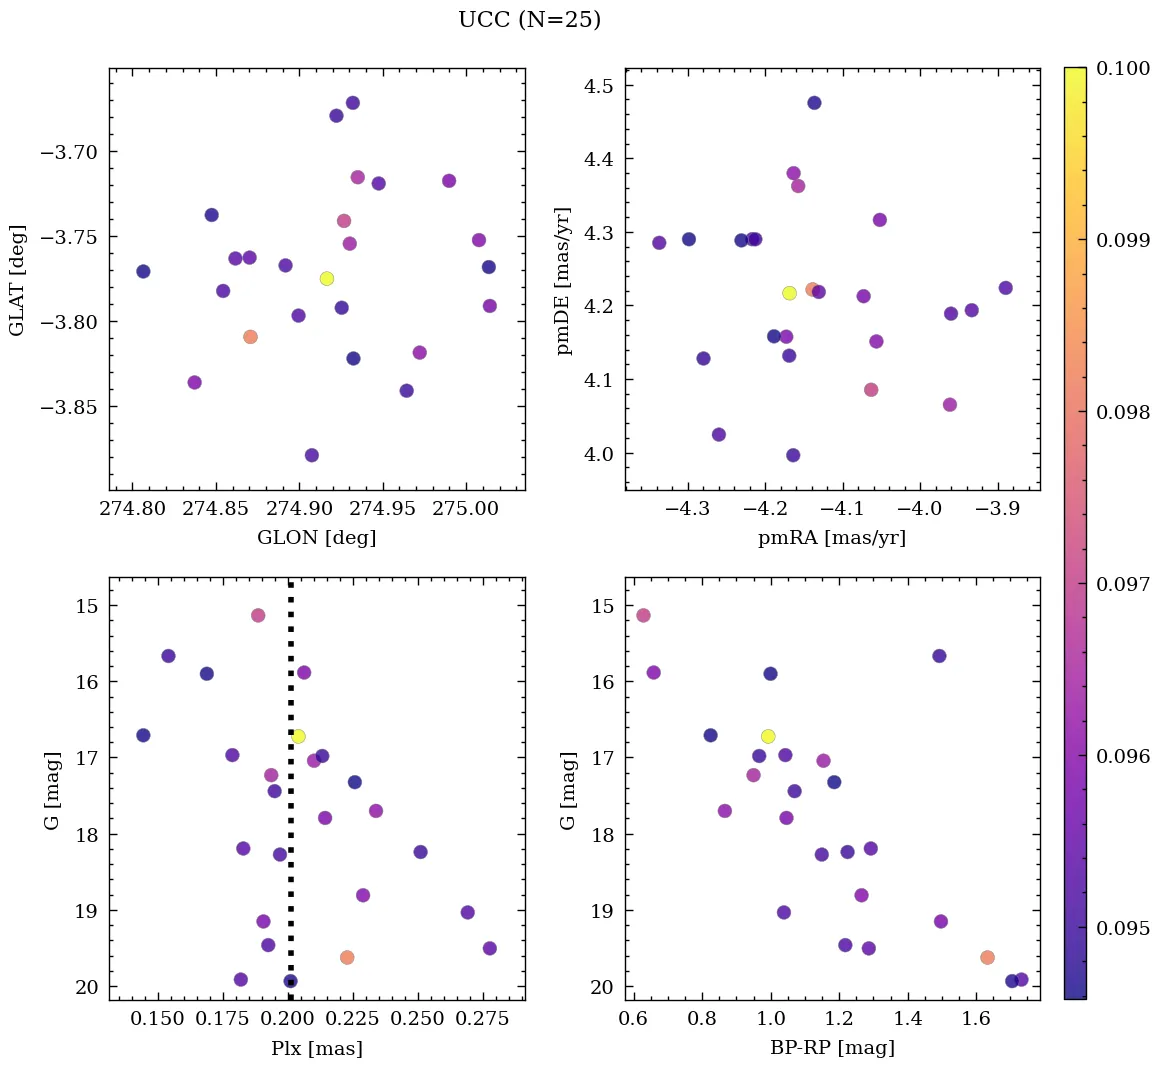 UCC (N=25)
−3.70
−3.75
−3.80
−3.85
GLAT [deg]
274.80 274.85 274.90 274.95 275.00
GLON [deg]
4.5
4.4
4.3
4.2
4.1
4.0
pmDE [mas/yr]
−4.3 −4.2 −4.1 −4.0 −3.9
pmRA [mas/yr]
0.100
0.099
0.098
0.097
0.096
0.095
15
16
17
18
19
20
G [mag]
0.150 0.175 0.200 0.225 0.250 0.275
Plx [mas]
15
16
17
18
19
20
G [mag]
0.6 0.8 1.0 1.2 1.4 1.6
BP-RP [mag]